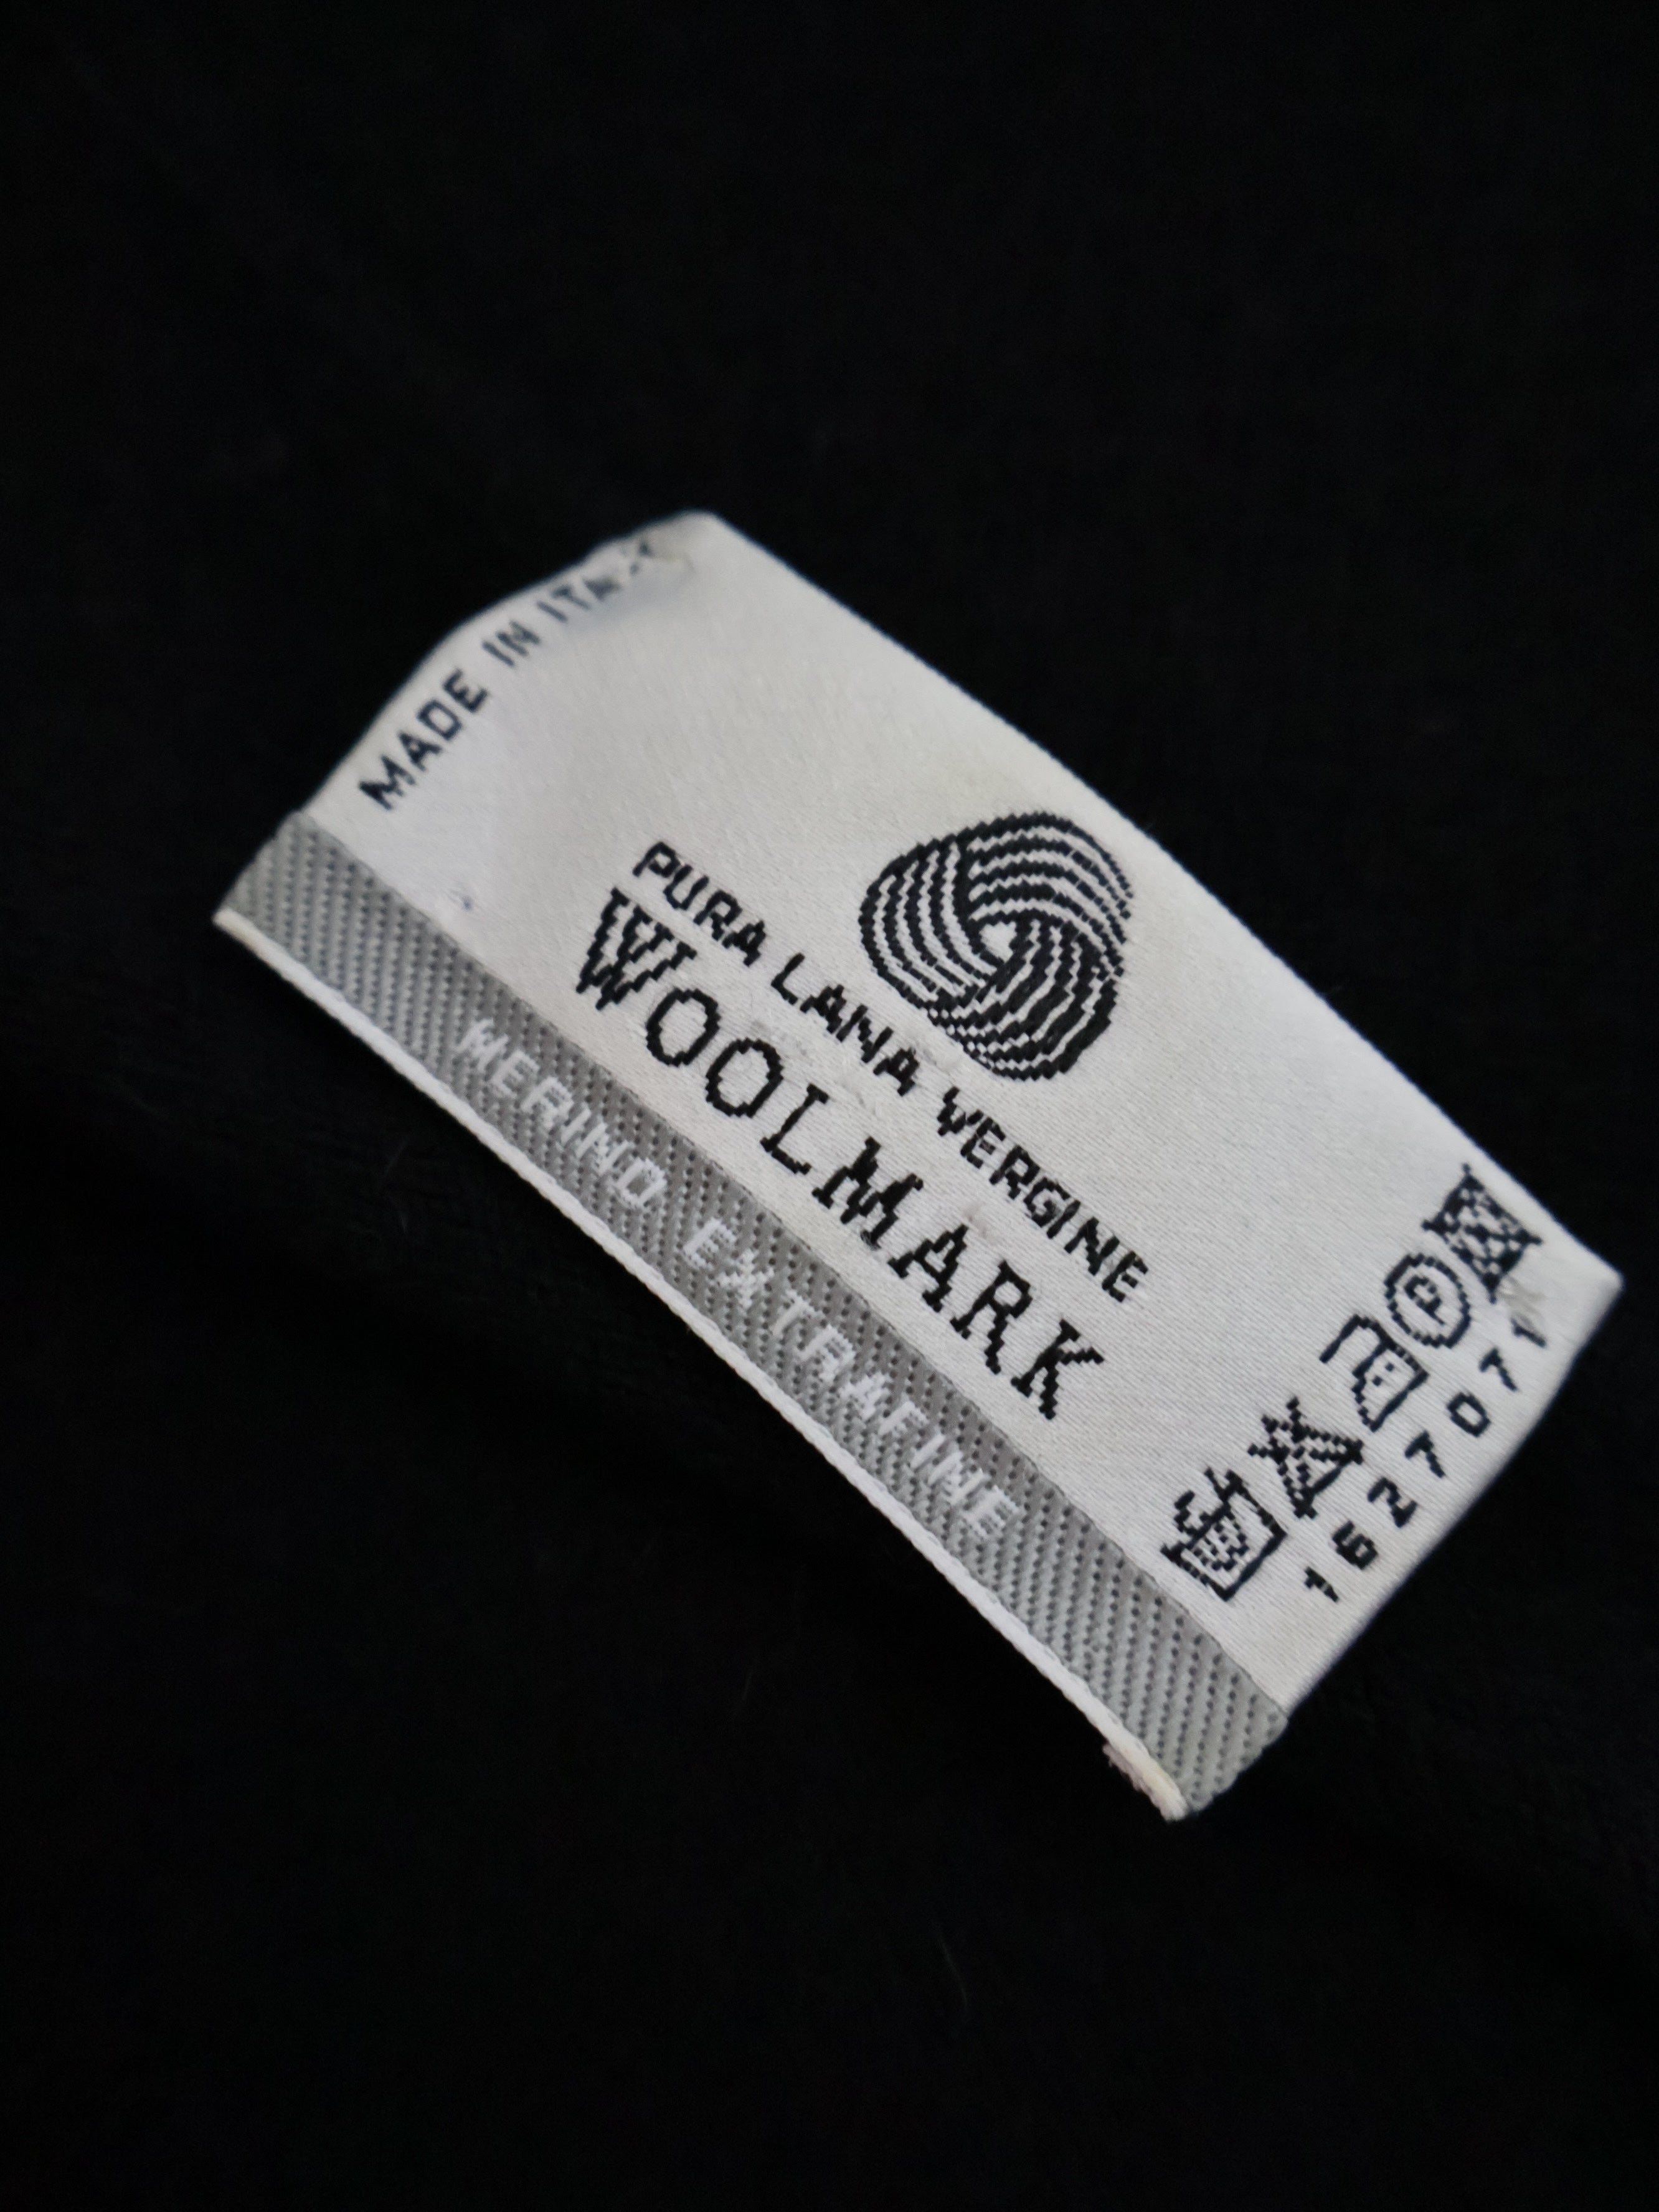 MADE IN ITALY
PURA LANA VERGINE
WOOLMARK
MERINO EXTRAFINE
P
1627071